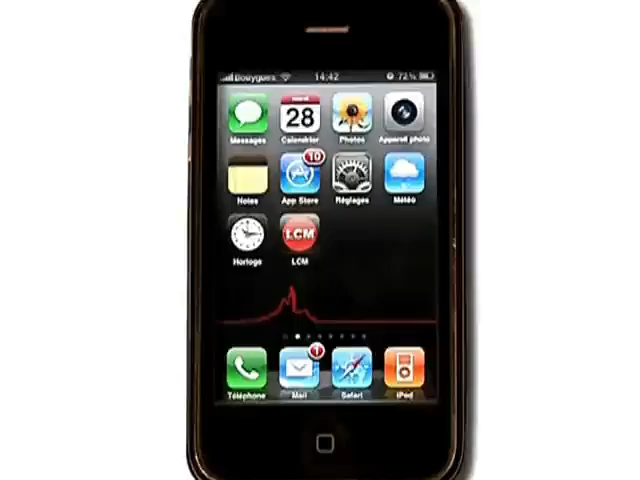 Bouygues 14:42 72 %
28
Messages Calendrier Photos Appareil photo
10
Notes App Store Réglages Météo
LCM
Horloge LCM
1
Téléphone Mail Safari iPod